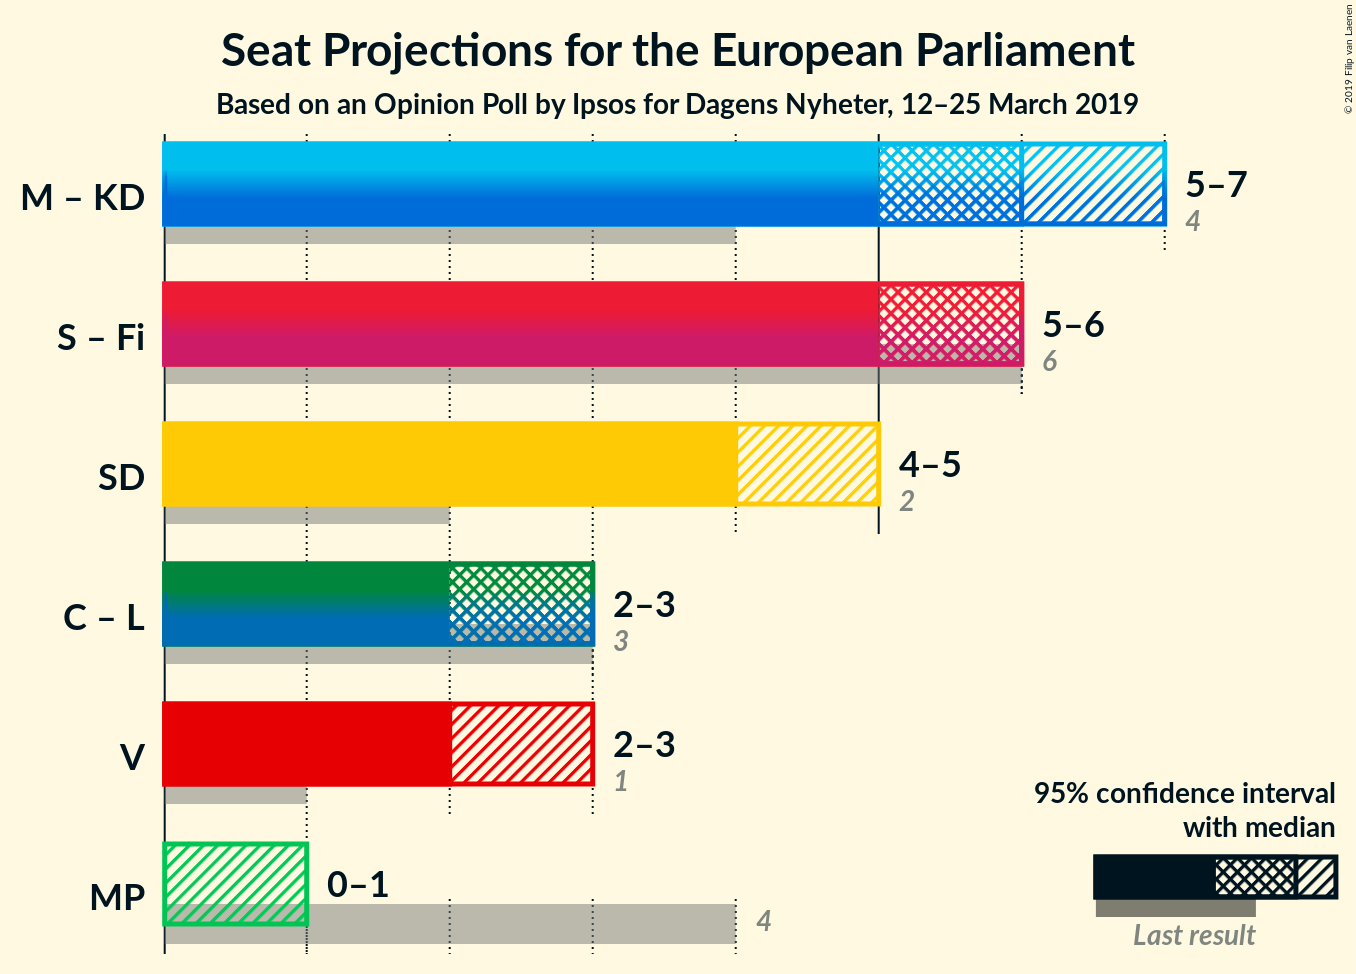 Seat Projections for the European Parliament
Based on an Opinion Poll by Ipsos for Dagens Nyheter, 12–25 March 2019
© 2019 Filip van Laenen
M – KD
5–7
4
S – Fi
5–6
6
SD
4–5
2
C – L
2–3
3
V
2–3
1
MP
0–1
4
95% confidence interval
with median
Last result